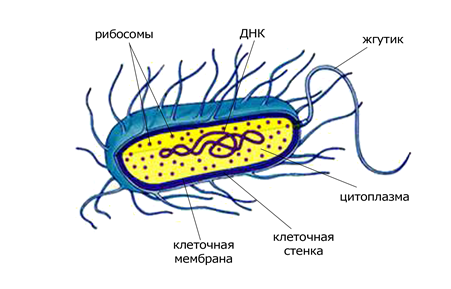 рибосомы
ДНК
жгутик
цитоплазма
клеточная
стенка
клеточная
мембрана